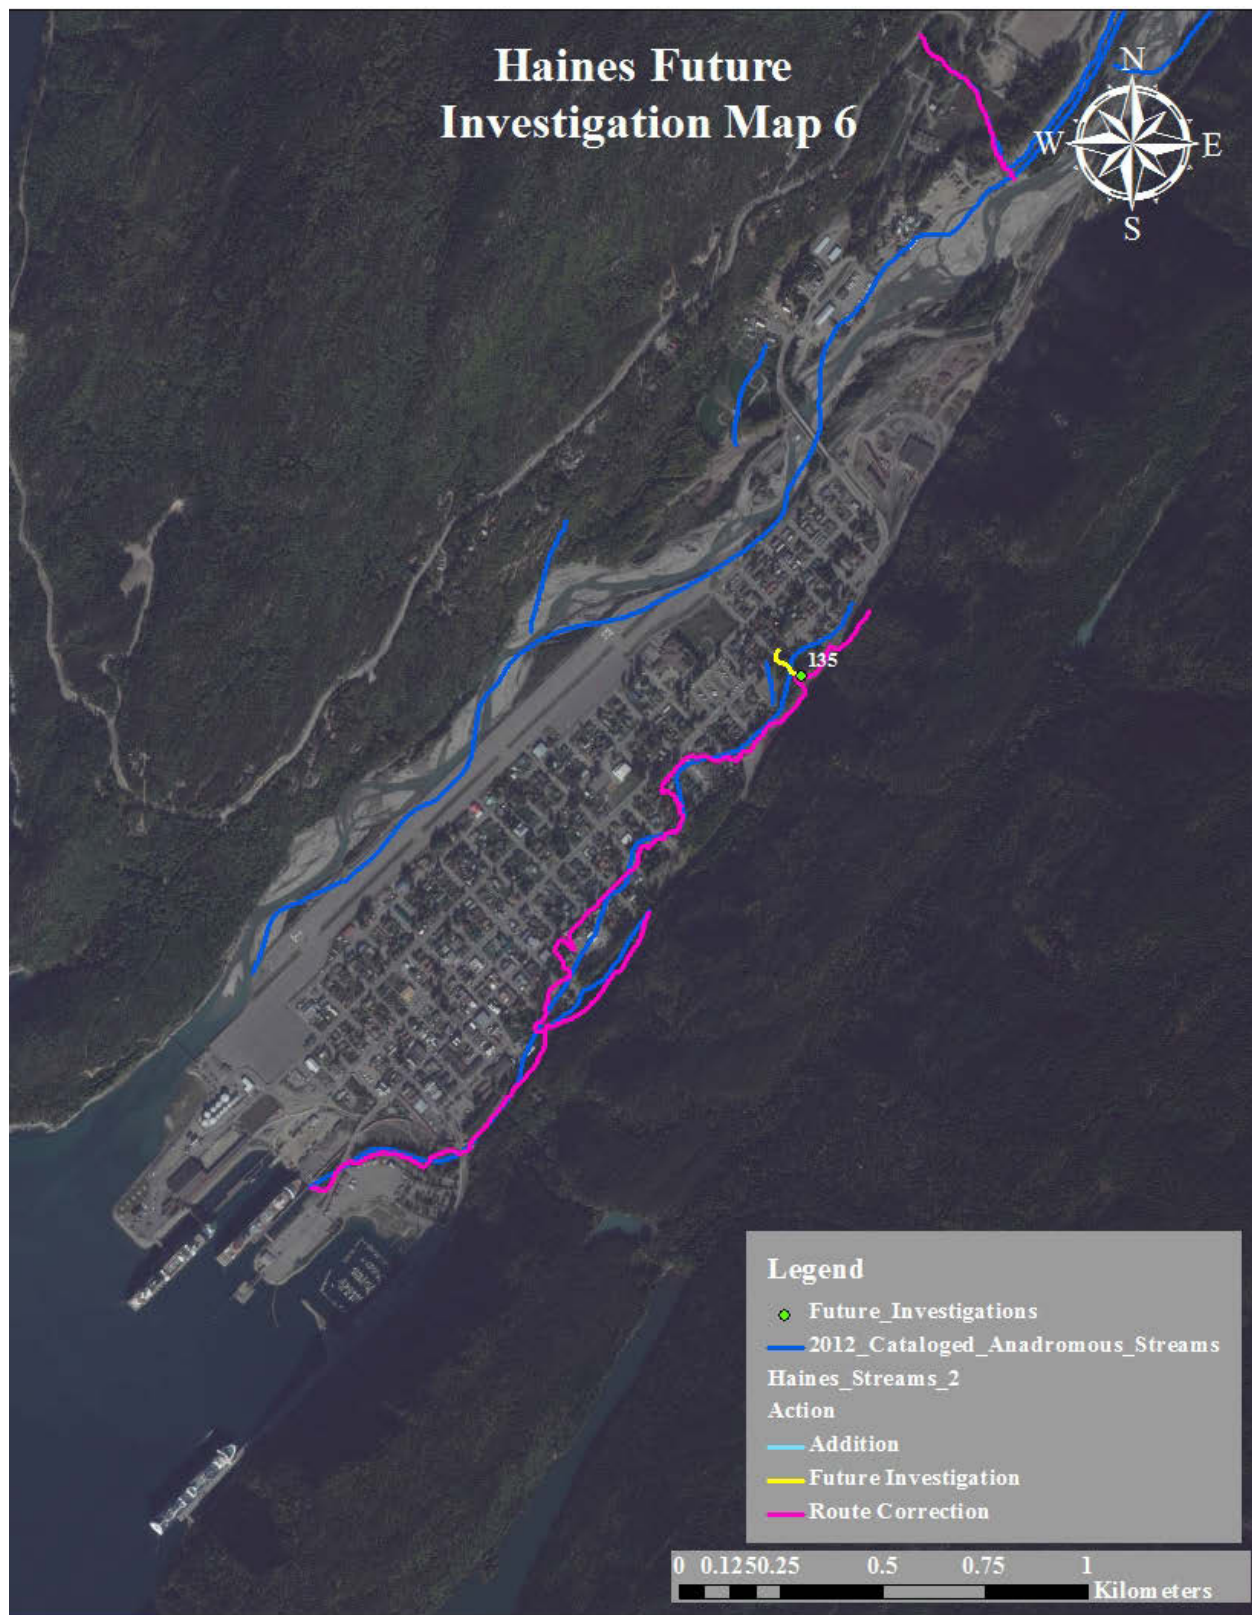 Haines Future
Investigation Map 6
N
W
E
S
135
Legend
Future_Investigations
2012_Cataloged_Anadromous_Streams
Haines_Streams_2
Action
Addition
Future Investigation
Route Correction
0 0.1250.25 0.5 0.75 1
Kilometers